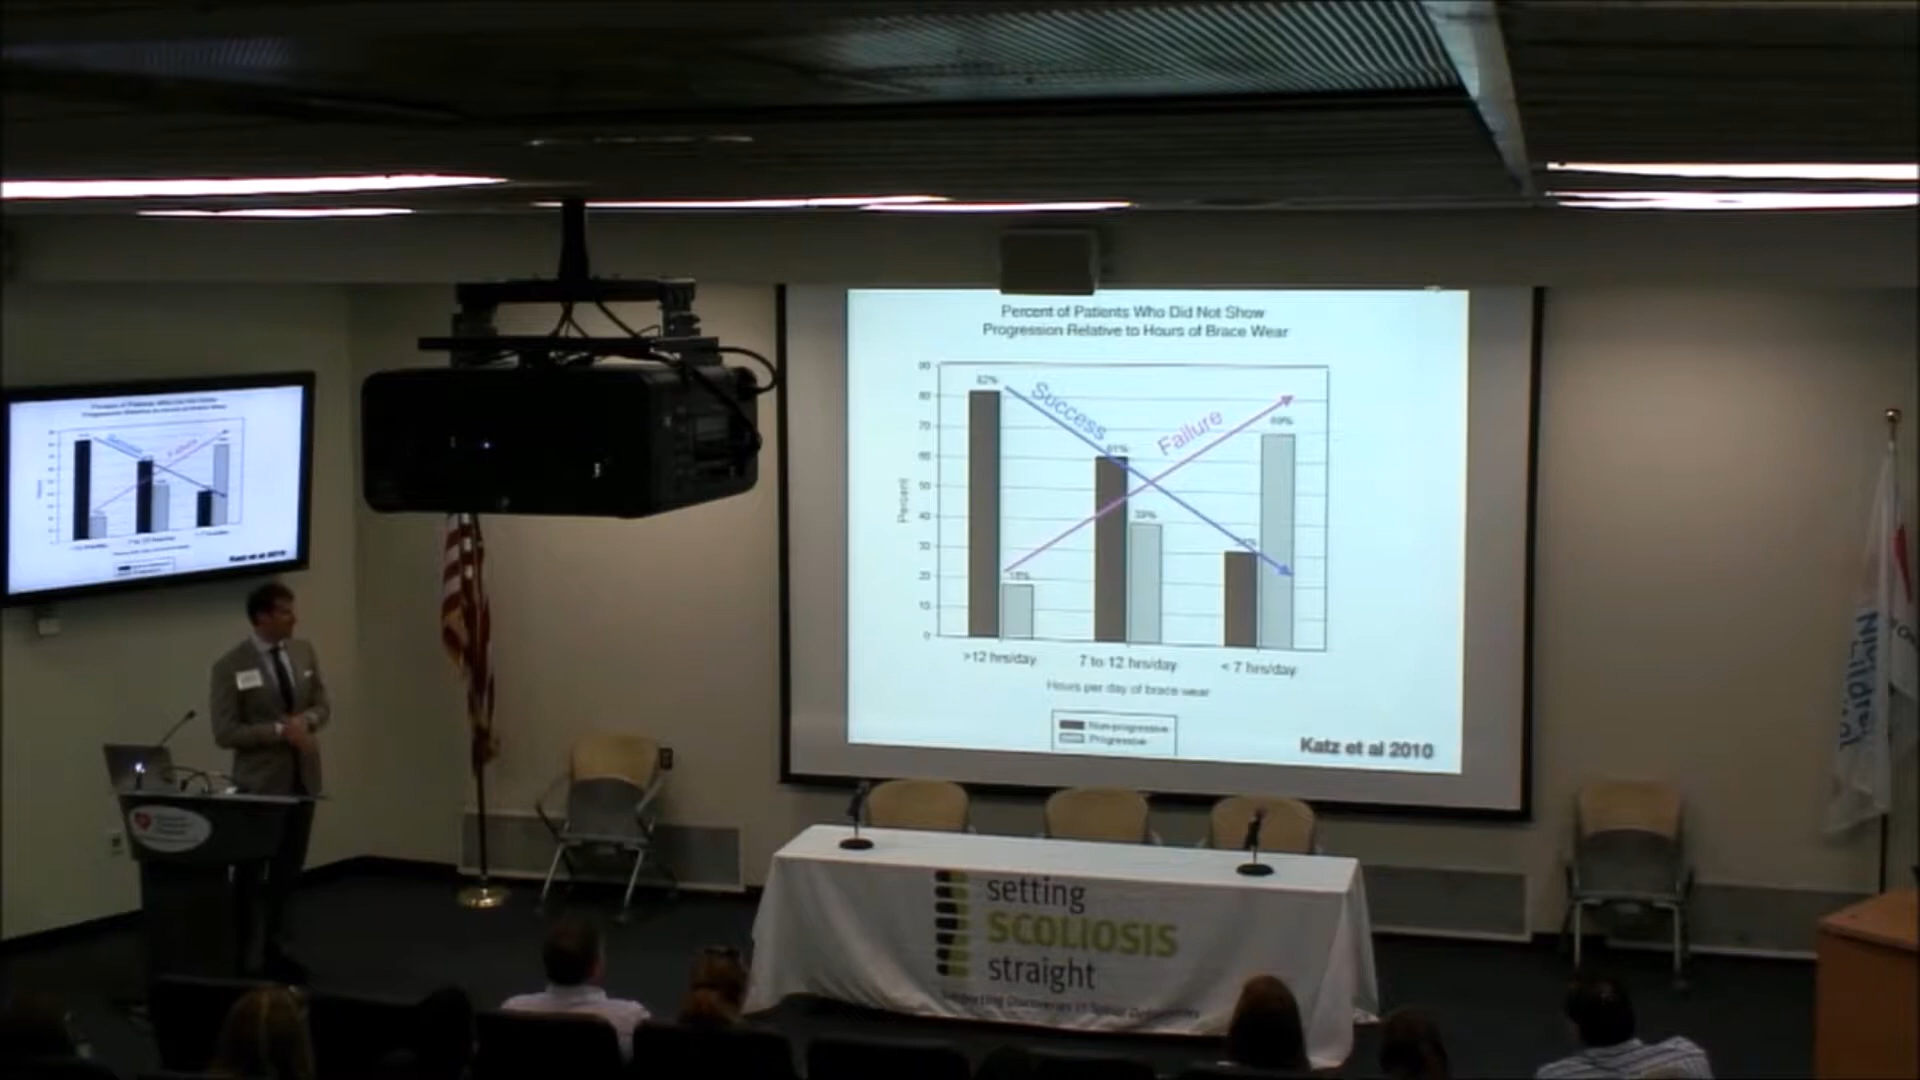 Percent of Patients Who Did Not Show
Progression Relative to Hours of Brace Wear
90
80
70
60
50
40
30
20
10
0
Percent
82%
18%
61%
39%
69%
Success
Failure
>12 hrs/day
7 to 12 hrs/day
< 7 hrs/day
Hours per day of brace wear
Non-progressive
Progressive
Katz et al 2010
setting
SCOLIOSIS
straight